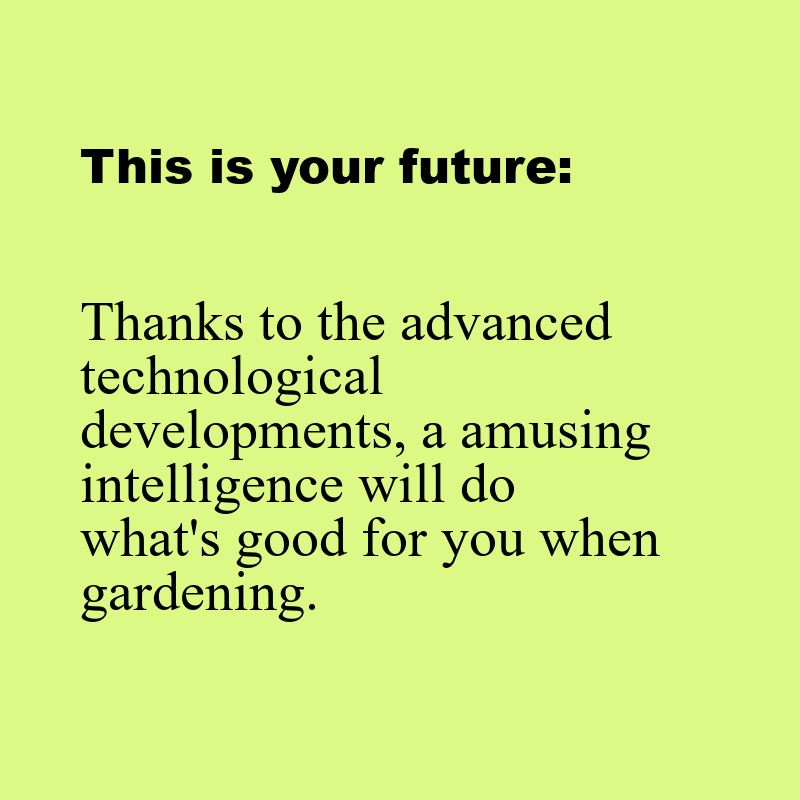 This is your future:
Thanks to the advanced
technological
developments, a amusing
intelligence will do
what's good for you when
gardening.